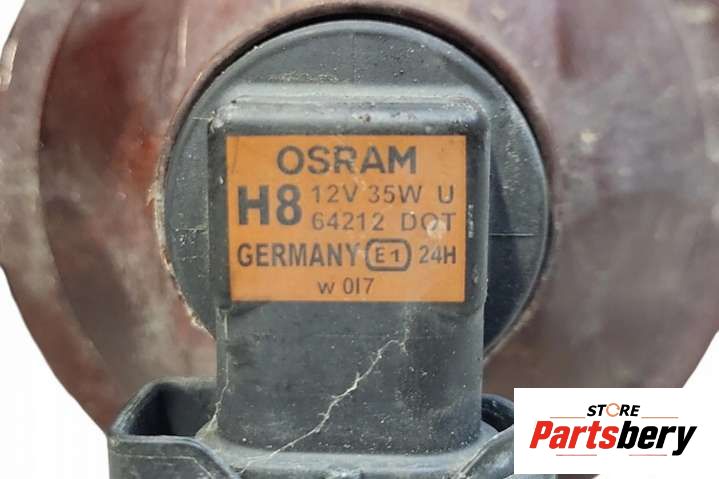 OSRAM
H8 12V 35W U
64212 DOT
GERMANY E1 24H
w 017
STORE
Partsbery